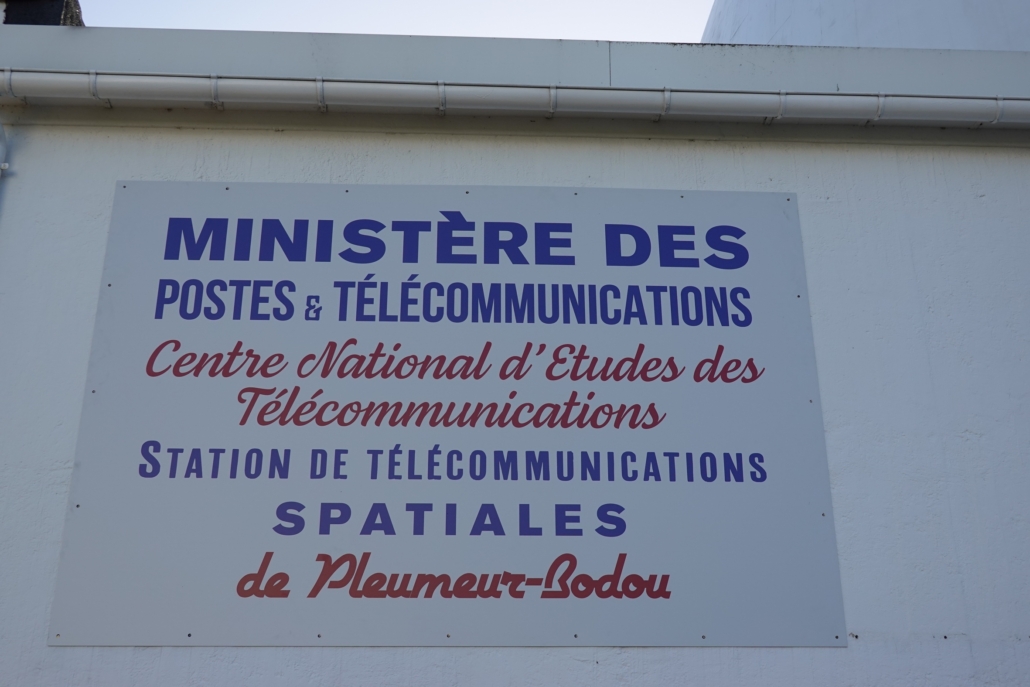 MINISTÈRE DES
POSTES & TÉLÉCOMMUNICATIONS
Centre National d'Etudes des
Télécommunications
STATION DE TÉLÉCOMMUNICATIONS
SPATIALES
de Pleumeur-Bodou